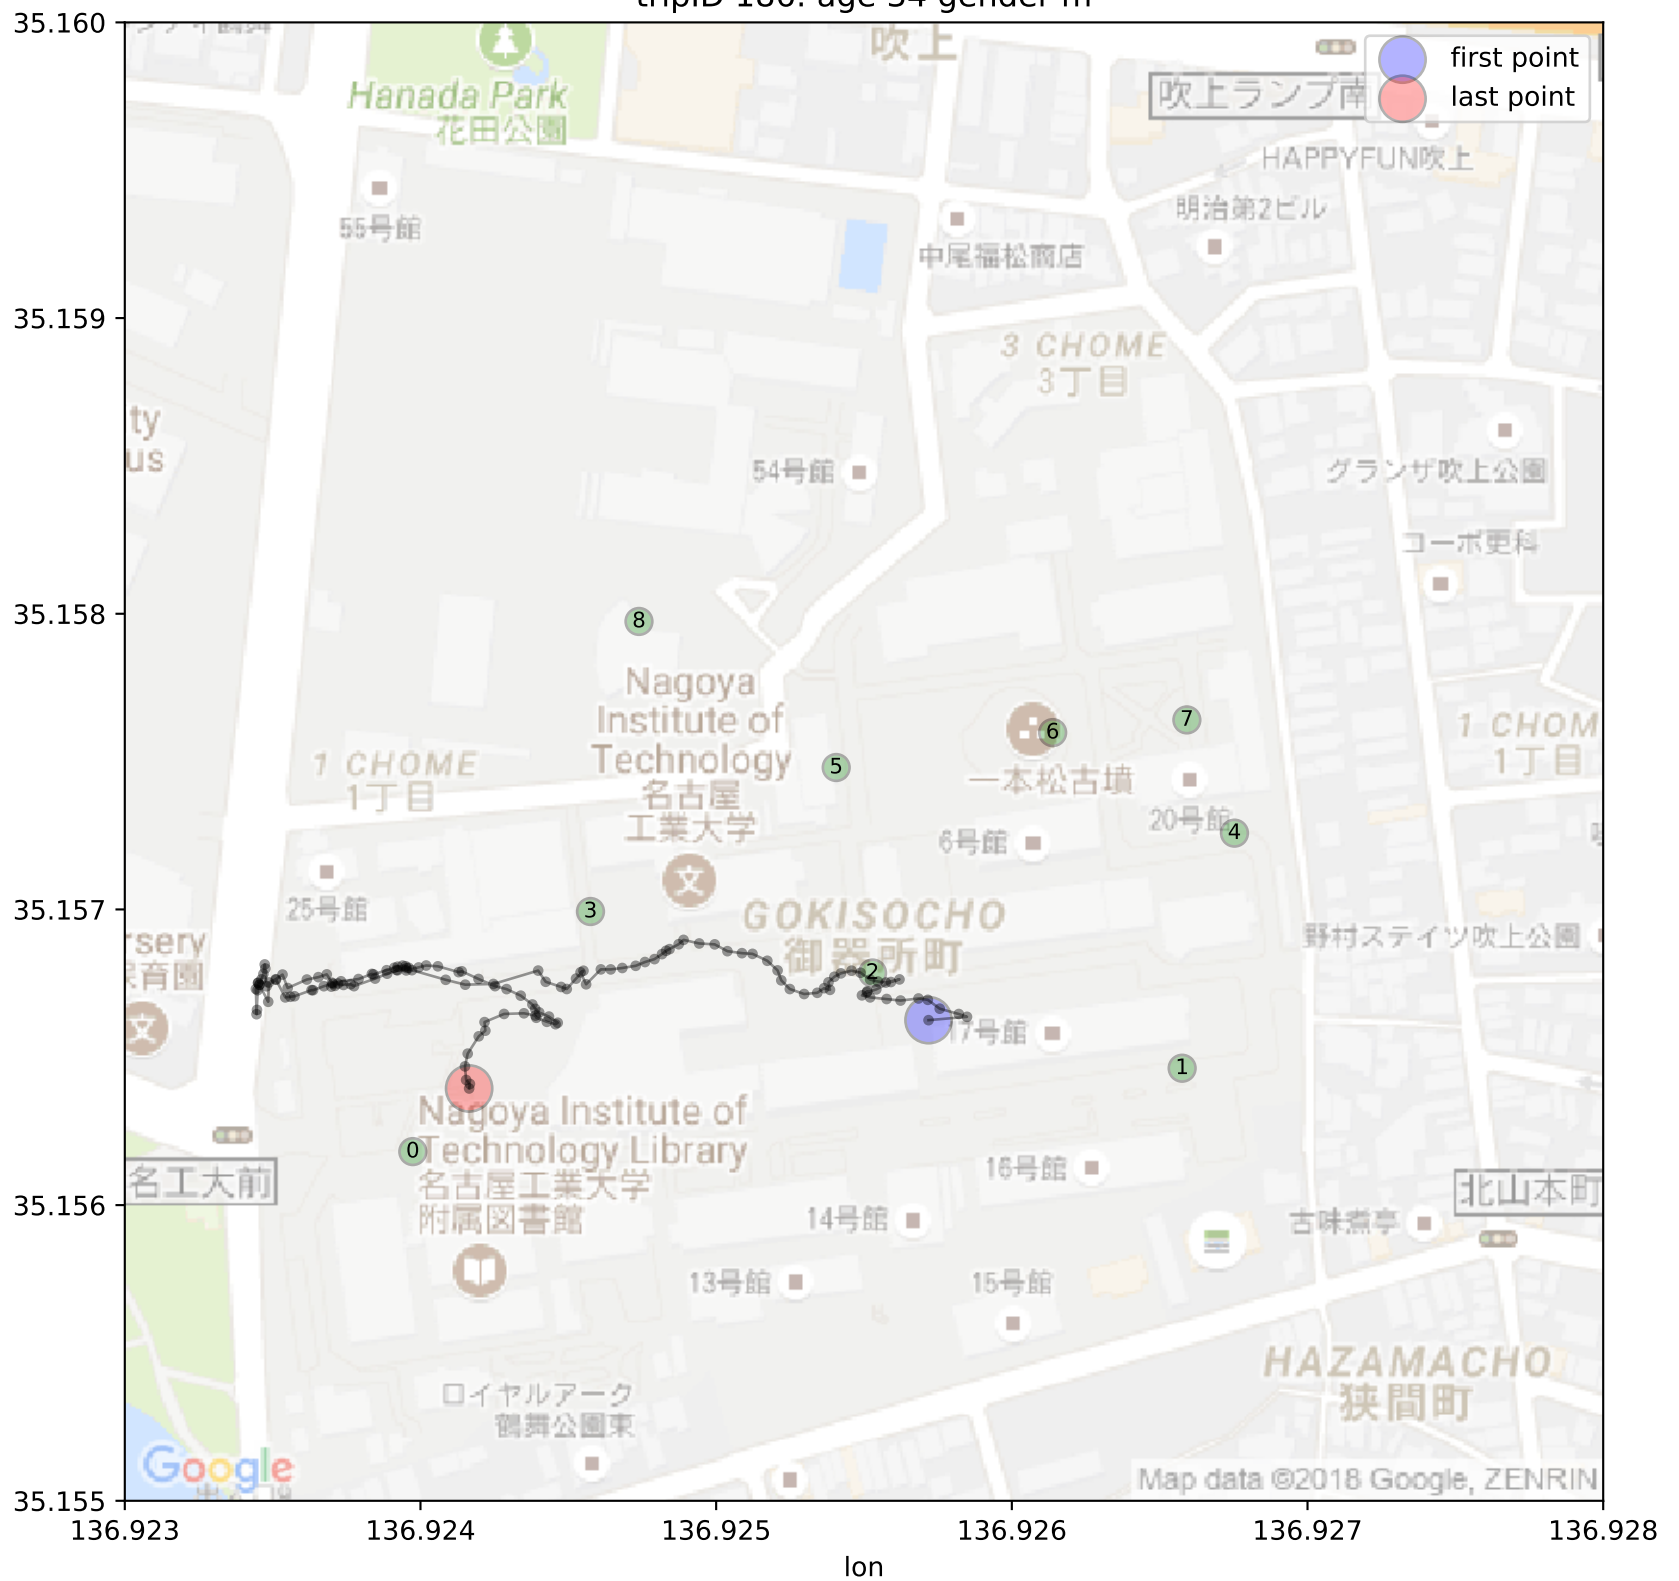 35.160
35.159
35.158
35.157
35.156
35.155
136.923
136.924
136.925
136.926
136.927
136.928
lon
first point
last point
吹上
Hanada Park
花田公園
吹上ランプ南
HAPPYFUN吹上
明治第2ビル
55号館
中尾福松商店
3 CHOME
3丁目
ty
us
54号館
グランザ吹上公園
コーポ更科
8
Nagoya
Institute of
Technology
名古屋
工業大学
1 CHOME
1丁目
5
6
7
一本松古墳
1 CHOM
1丁目
20号館
4
6号館
25号館
3
GOKISOCHO
御器所町
野村ステイツ吹上公園
rsery
保育園
2
17号館
1
Nagoya Institute of
Technology Library
名古屋工業大学
附属図書館
0
名工大前
16号館
北山本町
14号館
古味煮亭
13号館
15号館
HAZAMACHO
狭間町
ロイヤルアーク
鶴舞公園東
Google
Map data ©2018 Google, ZENRIN